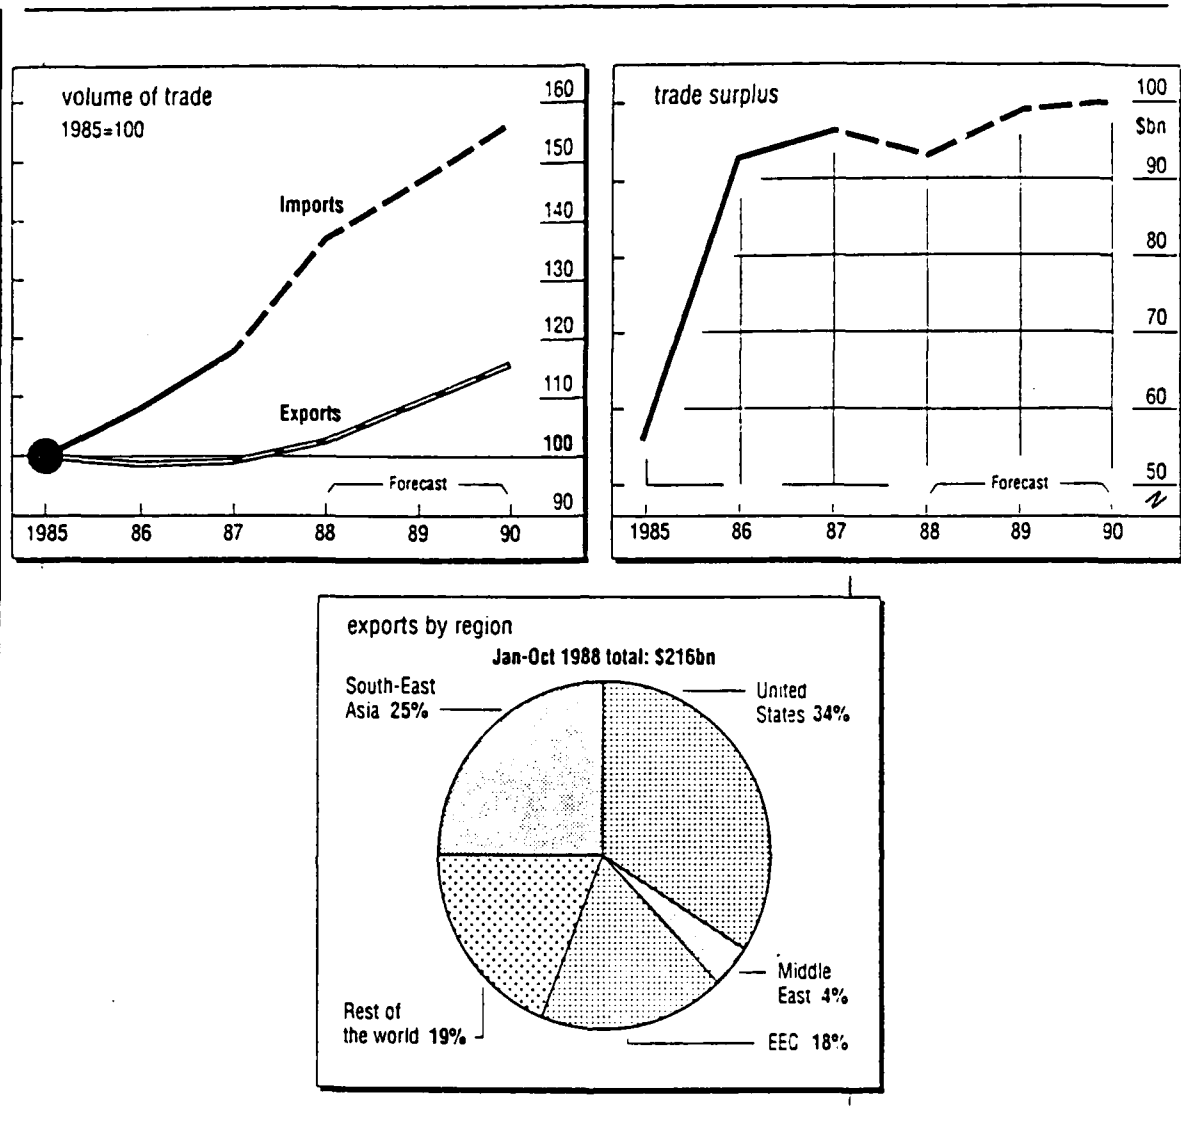 volume of trade
1985=100
160
150
140
130
120
110
100
90
Imports
Exports
Forecast
1985 86 87 88 89 90
trade surplus
100
$bn
90
80
70
60
50
Forecast
1985 86 87 88 89 90
exports by region
Jan-Oct 1988 total: $216bn
South-East
Asia 25%
United
States 34%
Middle
East 4%
Rest of
the world 19%
EEC 18%